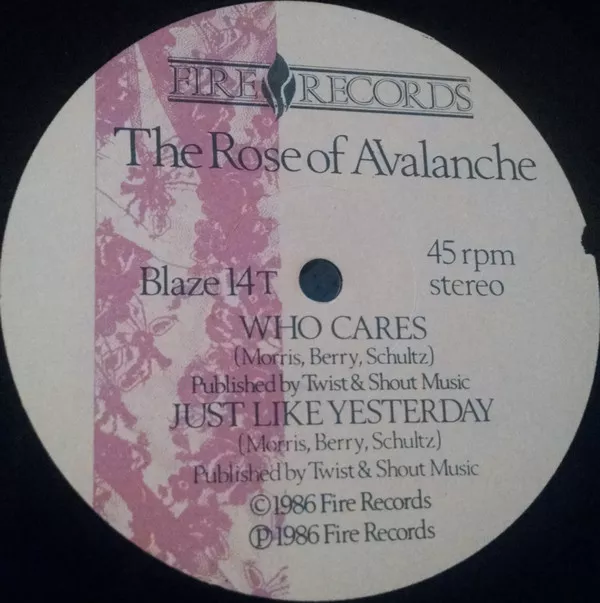 FIRE RECORDS
The Rose of Avalanche
45 rpm
Blaze 14T stereo
WHO CARES
(Morris, Berry, Schultz)
Published by Twist & Shout Music
JUST LIKE YESTERDAY
(Morris, Berry, Schultz)
Published by Twist & Shout Music
©1986 Fire Records
℗1986 Fire Records